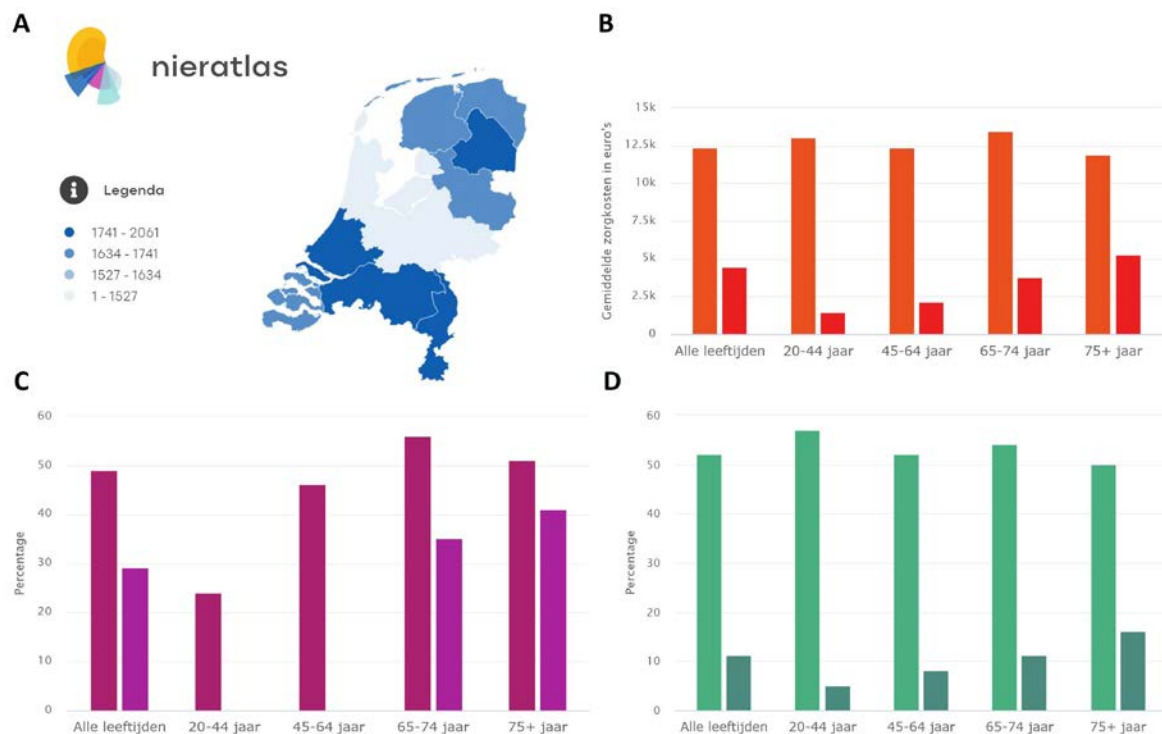 A
nieratlas
Legenda
1741 - 2061
1634 - 1741
1527 - 1634
1 - 1527
B
Gemiddelde zorgkosten in euro's
15k
12.5k
10k
7.5k
5k
2.5k
0
Alle leeftijden 20-44 jaar 45-64 jaar 65-74 jaar 75+ jaar
C
Percentage
60
50
40
30
20
10
0
Alle leeftijden 20-44 jaar 45-64 jaar 65-74 jaar 75+ jaar
D
Percentage
60
50
40
30
20
10
0
Alle leeftijden 20-44 jaar 45-64 jaar 65-74 jaar 75+ jaar